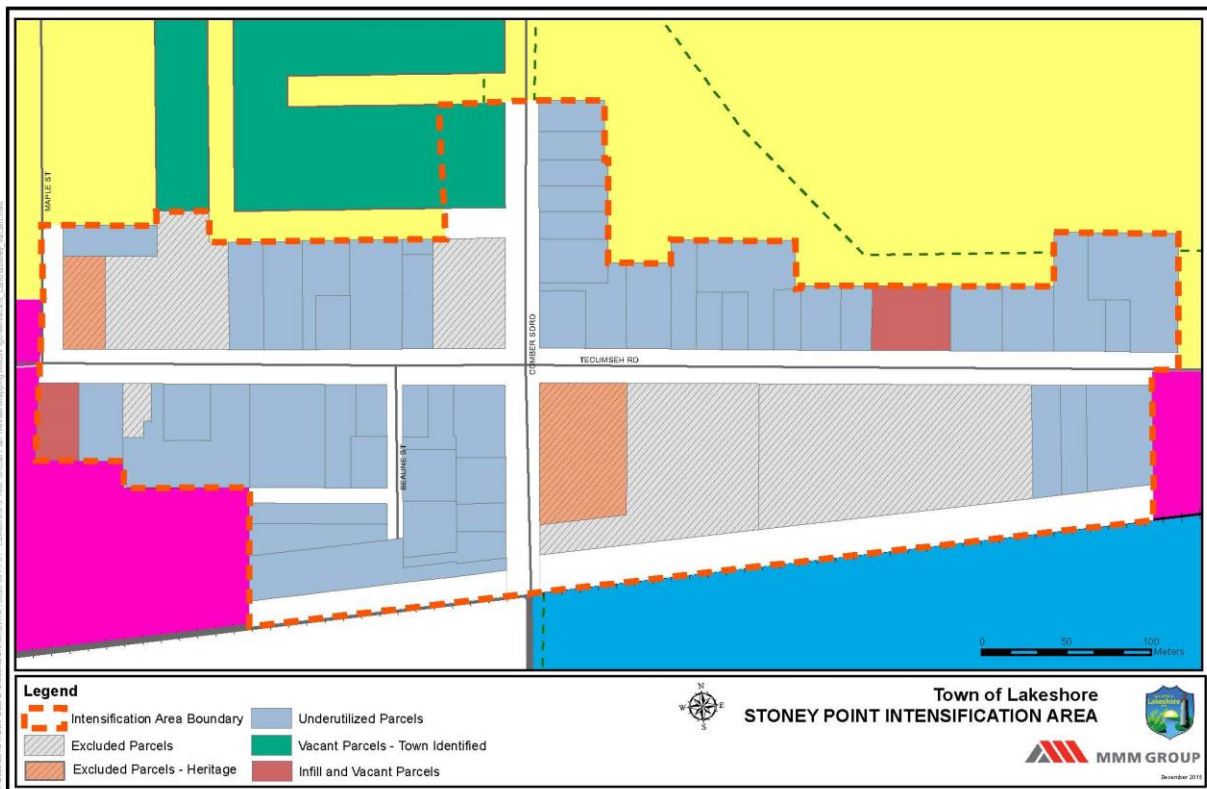 MAPLE ST
COMBER SDRD
TECUMSEH RD
BEAUNE ST
0 50 100
Meters
Legend
Intensification Area Boundary
Underutilized Parcels
Excluded Parcels
Vacant Parcels - Town Identified
Excluded Parcels - Heritage
Infill and Vacant Parcels
N
W E
S
Town of Lakeshore
STONEY POINT INTENSIFICATION AREA
Lakeshore
MMM GROUP
December 2015